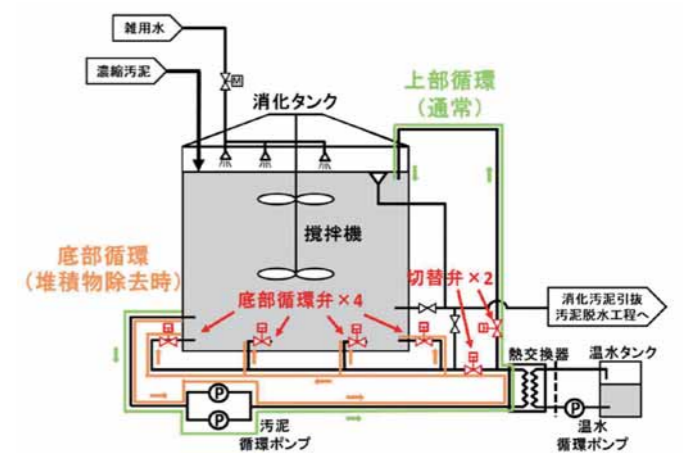 雑用水
濃縮汚泥
消化タンク
上部循環
(通常)
M
撹拌機
底部循環
(堆積物除去時)
底部循環弁×4
切替弁×2
消化汚泥引抜
汚泥脱水工程へ
熱交換器
温水タンク
P
P
P
汚泥
循環ポンプ
温水
循環ポンプ